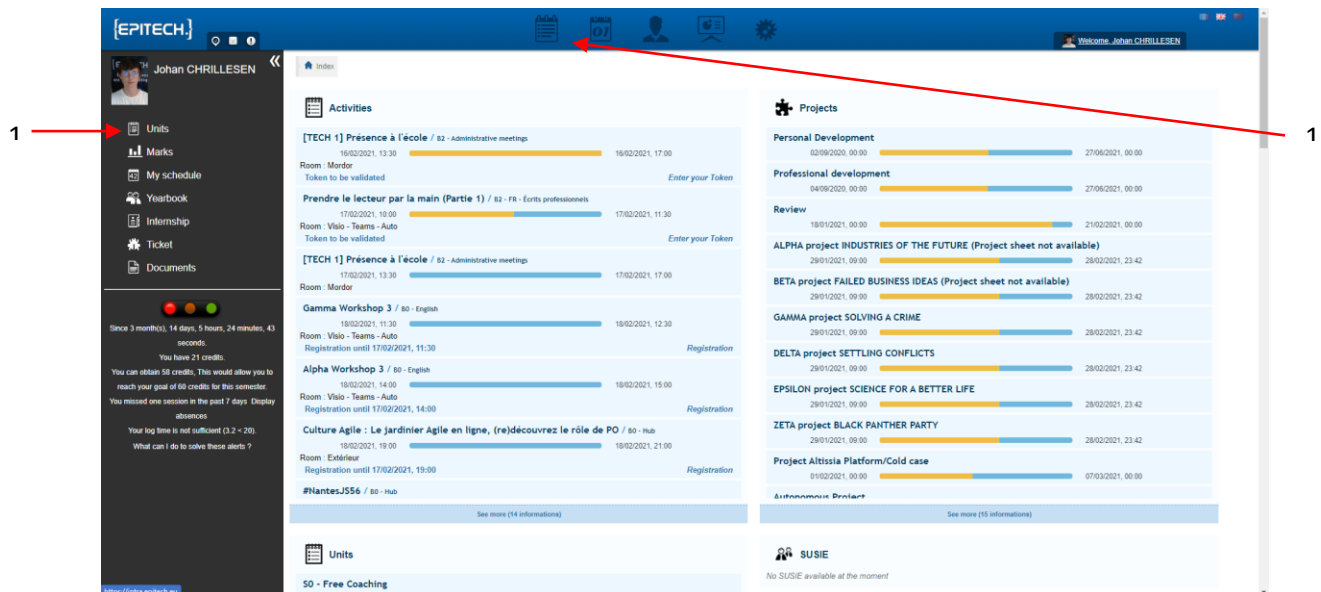 [EPITECH.]
01
Welcome, Johan CHRILLESEN
Johan CHRILLESEN
«
Index
1
Units
Marks
42 My schedule
Yearbook
Internship
Ticket
Documents
Since 3 month(s), 14 days, 5 hours, 24 minutes, 43
seconds.
You have 21 credits.
You can obtain 58 credits, This would allow you to
reach your goal of 60 credits for this semester.
You missed one session in the past 7 days Display
absences
Your log time is not sufficient (3.2 < 20).
What can I do to solve these alerts ?
Activities
[TECH 1] Présence à l'école / B2 - Administrative meetings
16/02/2021, 13:30 16/02/2021, 17:00
Room : Mordor
Token to be validated Enter your Token
Prendre le lecteur par la main (Partie 1) / B2 - FR - Écrits professionnels
17/02/2021, 10:00 17/02/2021, 11:30
Room : Visio - Teams - Auto
Token to be validated Enter your Token
[TECH 1] Présence à l'école / B2 - Administrative meetings
17/02/2021, 13:30 17/02/2021, 17:00
Room : Mordor
Gamma Workshop 3 / B0 - English
18/02/2021, 11:30 18/02/2021, 12:30
Room : Visio - Teams - Auto
Registration until 17/02/2021, 11:30 Registration
Alpha Workshop 3 / B0 - English
18/02/2021, 14:00 18/02/2021, 15:00
Room : Visio - Teams - Auto
Registration until 17/02/2021, 14:00 Registration
Culture Agile : Le jardinier Agile en ligne, (re)découvrez le rôle de PO / B0 - Hub
18/02/2021, 19:00 18/02/2021, 21:00
Room : Extérieur
Registration until 17/02/2021, 19:00 Registration
#NantesJS56 / B0 - Hub
See more (14 informations)
Units
S0 - Free Coaching
Projects
Personal Development
02/09/2020, 00:00 27/06/2021, 00:00
Professional development
04/09/2020, 00:00 27/06/2021, 00:00
Review
18/01/2021, 00:00 21/02/2021, 00:00
ALPHA project INDUSTRIES OF THE FUTURE (Project sheet not available)
29/01/2021, 09:00 28/02/2021, 23:42
BETA project FAILED BUSINESS IDEAS (Project sheet not available)
29/01/2021, 09:00 28/02/2021, 23:42
GAMMA project SOLVING A CRIME
29/01/2021, 09:00 28/02/2021, 23:42
DELTA project SETTLING CONFLICTS
29/01/2021, 09:00 28/02/2021, 23:42
EPSILON project SCIENCE FOR A BETTER LIFE
29/01/2021, 09:00 28/02/2021, 23:42
ZETA project BLACK PANTHER PARTY
29/01/2021, 09:00 28/02/2021, 23:42
Project Altissia Platform/Cold case
01/02/2021, 00:00 07/03/2021, 00:00
Autonomous Project
See more (15 informations)
SUSIE
No SUSIE available at the moment
1
https://intra.epitech.eu